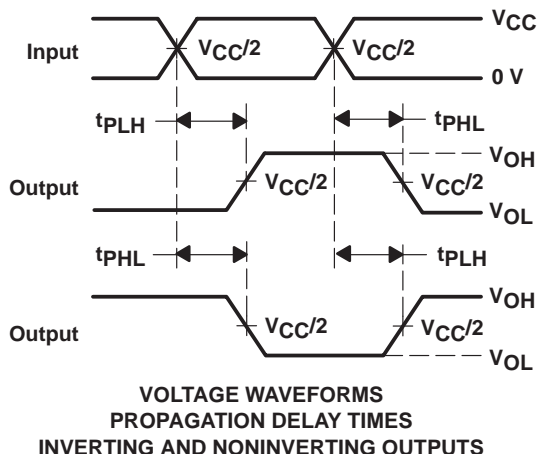 VCC
Input
VCC/2
VCC/2
0 V
tPLH
tPHL
VOH
Output
VCC/2
VCC/2
VOL
tPHL
tPLH
VOH
Output
VCC/2
VCC/2
VOL
VOLTAGE WAVEFORMS
PROPAGATION DELAY TIMES
INVERTING AND NONINVERTING OUTPUTS